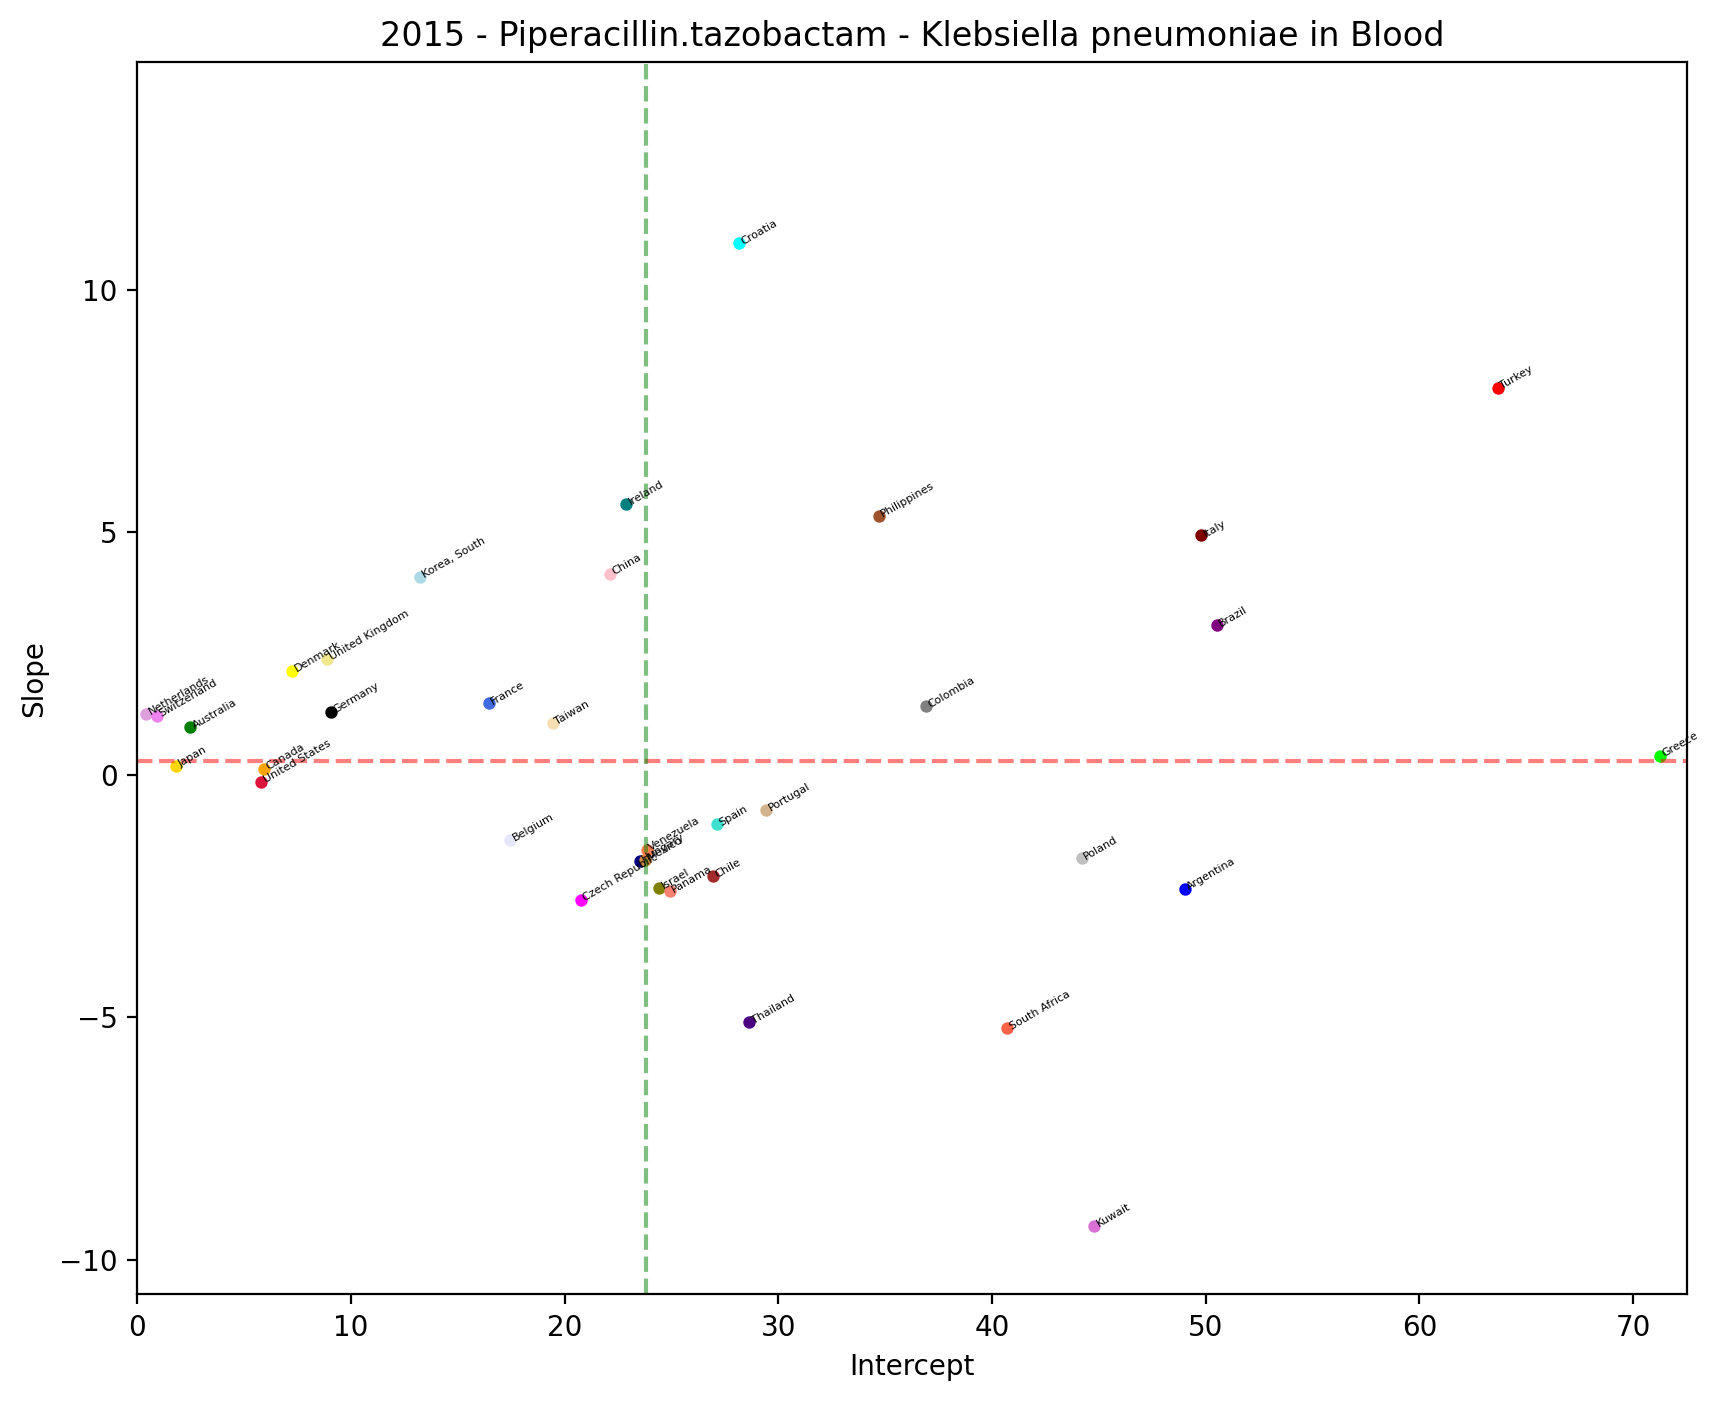 2015 - Piperacillin.tazobactam - Klebsiella pneumoniae in Blood
Slope
10
5
0
−5
−10
Croatia
Turkey
Ireland
Philippines
Italy
Korea, South
China
Brazil
United Kingdom
Denmark
Netherlands
Switzerland
Germany
Australia
France
Taiwan
Colombia
Greece
Japan
Canada
United States
Belgium
Portugal
Spain
Venezuela
Mexico
Czech Republic
Israel
Panama
Chile
Poland
Argentina
Thailand
South Africa
Kuwait
0
10
20
30
40
50
60
70
Intercept